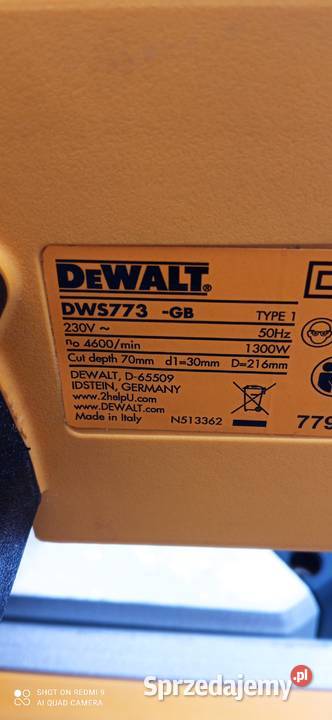 DEWALT®
DWS773 -GB TYPE 1
230V ~ 50Hz
no 4600/min 1300W
Cut depth 70mm d1=30mm D=216mm
DEWALT, D-65509
IDSTEIN, GERMANY
www.2helpU.com
www.DEWALT.com
Made in Italy N513362
779
SHOT ON REDMI 9
AI QUAD CAMERA
Sprzedajemy.pl